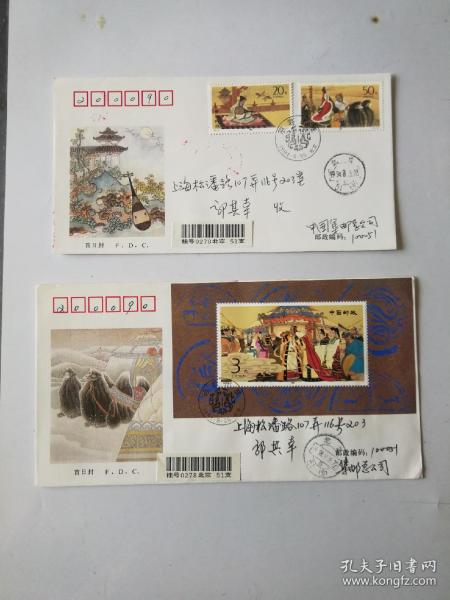 200090
20分
50分
上海松潘路107弄116号203室
邬其幸 收
挂号0278北京.51支
中国集邮总公司
邮政编码：100051
首日封 F.D.C.
200090
中国邮政
3元
上海松潘路107弄116号203
邬其幸
邮政编码：100051
集邮总公司
首日封 F.D.C.
挂号0278北京.51支
孔夫子旧书网
www.kongfz.com